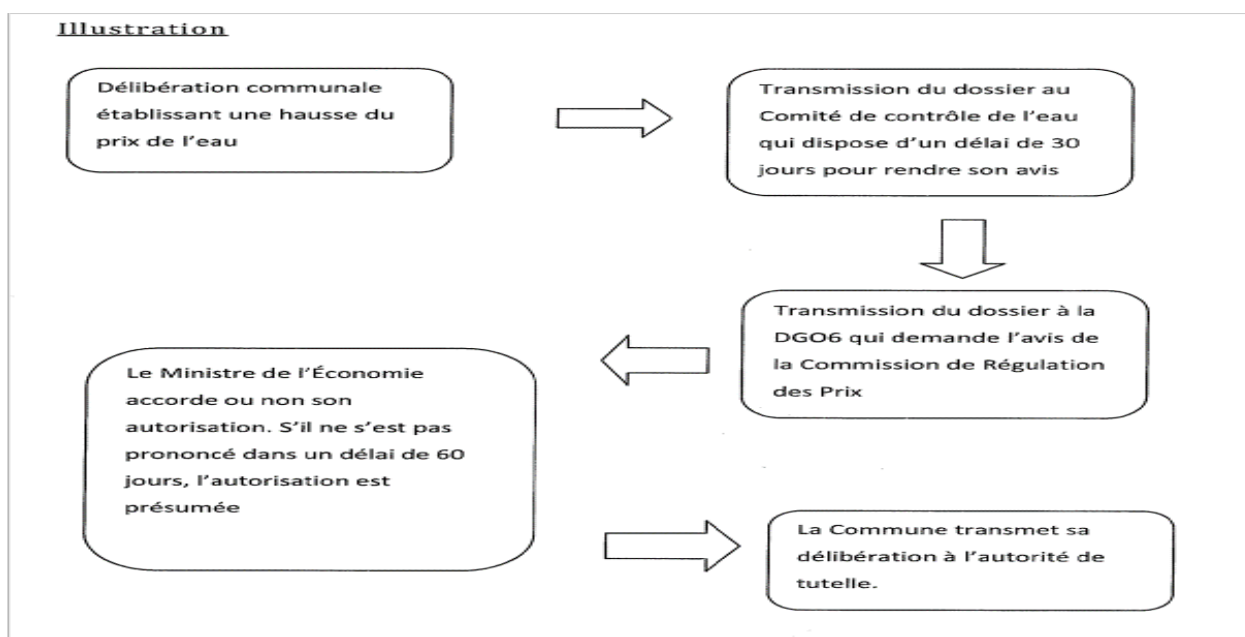 Illustration
Délibération communale
établissant une hausse du
prix de l'eau
Transmission du dossier au
Comité de contrôle de l'eau
qui dispose d'un délai de 30
jours pour rendre son avis
Transmission du dossier à la
DGO6 qui demande l'avis de
la Commission de Régulation
des Prix
Le Ministre de l'Économie
accorde ou non son
autorisation. S'il ne s'est pas
prononcé dans un délai de 60
jours, l'autorisation est
présumée
La Commune transmet sa
délibération à l'autorité de
tutelle.